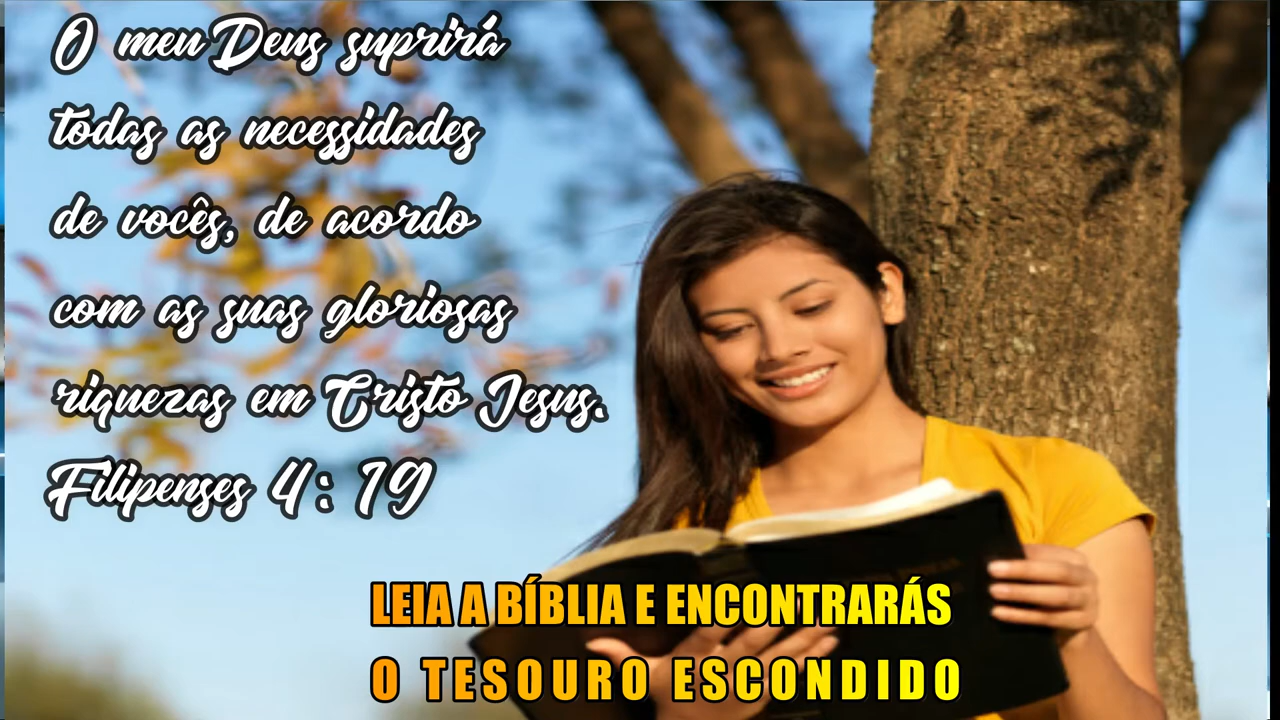 O meu Deus suprirá
todas as necessidades
de vocês, de acordo
com as suas gloriosas
riquezas em Cristo Jesus.
Filipenses 4: 19
LEIA A BÍBLIA E ENCONTRARÁS
O TESOURO ESCONDIDO